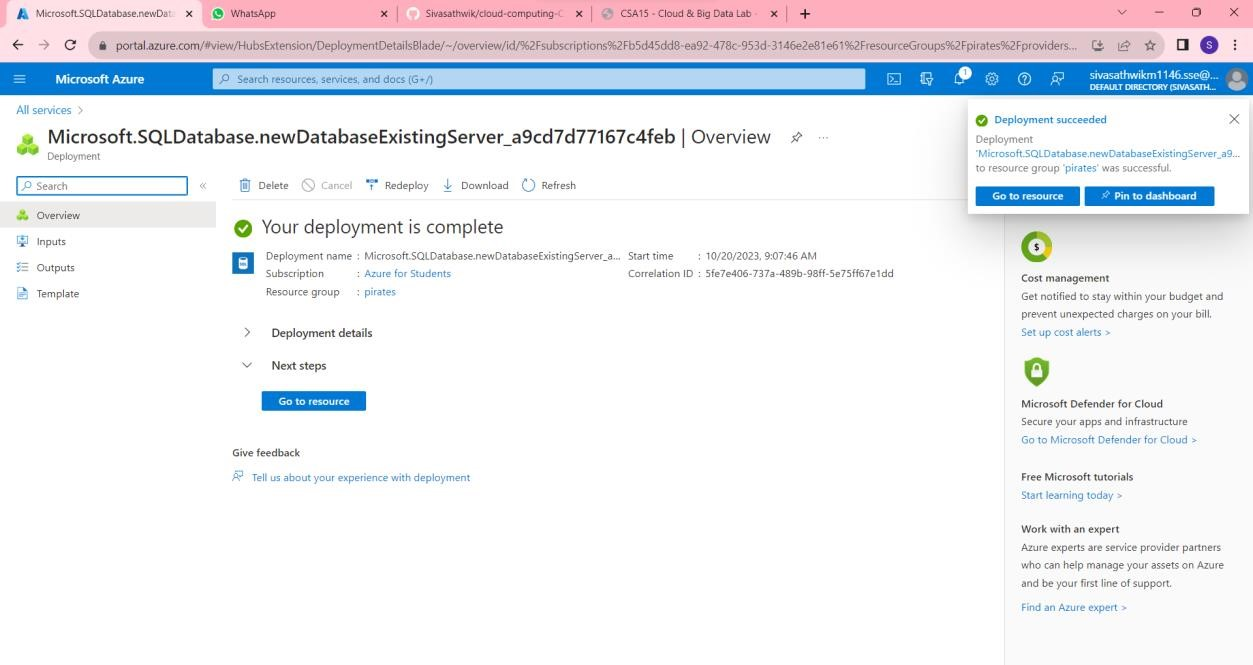 Microsoft.SQLDatabase.newData
WhatsApp
Sivasathwik/cloud-computing-C
CSA15 - Cloud & Big Data Lab -
portal.azure.com/#view/HubsExtension/DeploymentDetailsBlade/~/overview/id/%2Fsubscriptions%2Fb5d45dd8-ea92-478c-953d-3146e2e81e61%2FresourceGroups%2Fpirates%2Fproviders...
S
Microsoft Azure
Search resources, services, and docs (G+/)
1
sivasathwikm1146.sse@...
DEFAULT DIRECTORY (SIVASATH...
All services >
Microsoft.SQLDatabase.newDatabaseExistingServer_a9cd7d77167c4feb | Overview
...
Deployment
Search
«
Delete
Cancel
Redeploy
Download
Refresh
Overview
Inputs
Outputs
Template
Your deployment is complete
Deployment name : Microsoft.SQLDatabase.newDatabaseExistingServer_a...
Subscription : Azure for Students
Resource group : pirates
Start time : 10/20/2023, 9:07:46 AM
Correlation ID : 5fe7e406-737a-489b-98ff-5e75ff67e1dd
Deployment details
Next steps
Go to resource
Give feedback
Tell us about your experience with deployment
Deployment succeeded
Deployment
'Microsoft.SQLDatabase.newDatabaseExistingServer_a9...
to resource group 'pirates' was successful.
Go to resource
Pin to dashboard
$
Cost management
Get notified to stay within your budget and
prevent unexpected charges on your bill.
Set up cost alerts >
Microsoft Defender for Cloud
Secure your apps and infrastructure
Go to Microsoft Defender for Cloud >
Free Microsoft tutorials
Start learning today >
Work with an expert
Azure experts are service provider partners
who can help manage your assets on Azure
and be your first line of support.
Find an Azure expert >